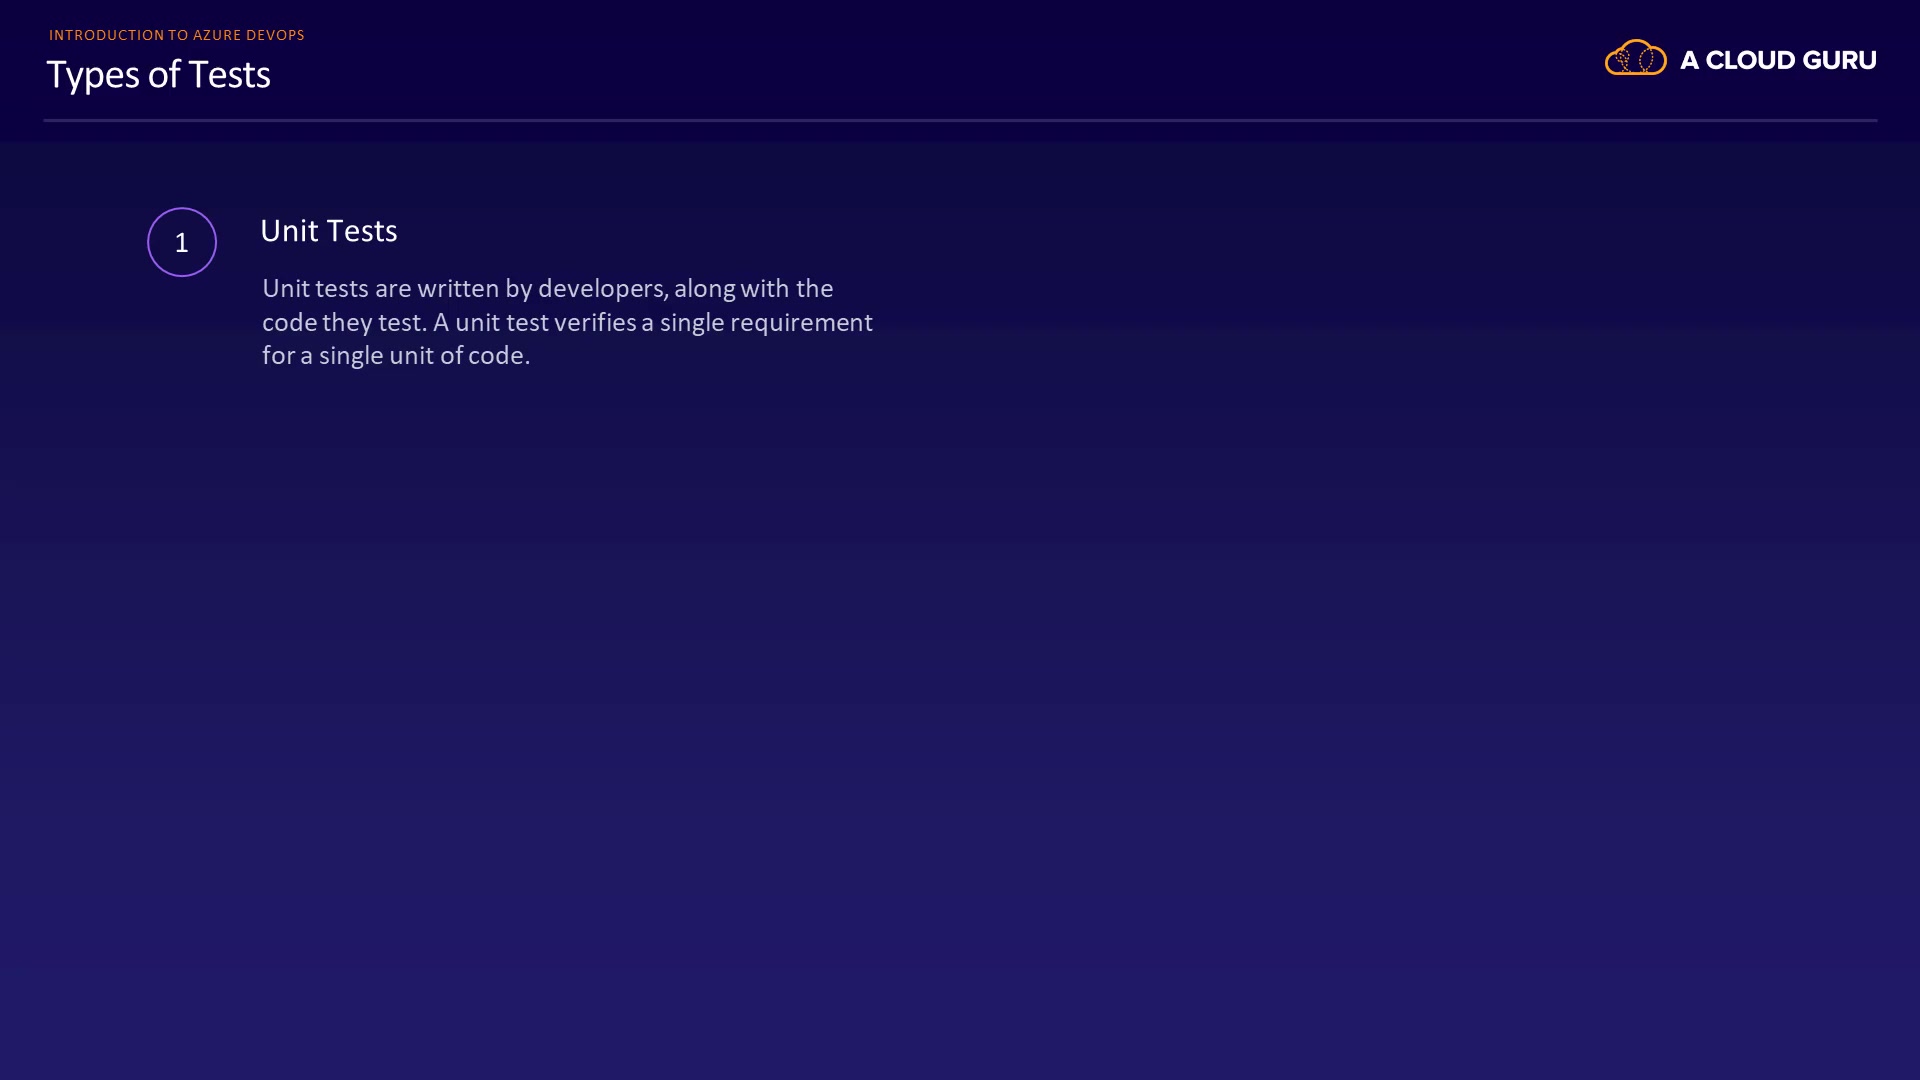 INTRODUCTION TO AZURE DEVOPS
Types of Tests
A CLOUD GURU
1
Unit Tests
Unit tests are written by developers, along with the
code they test. A unit test verifies a single requirement
for a single unit of code.